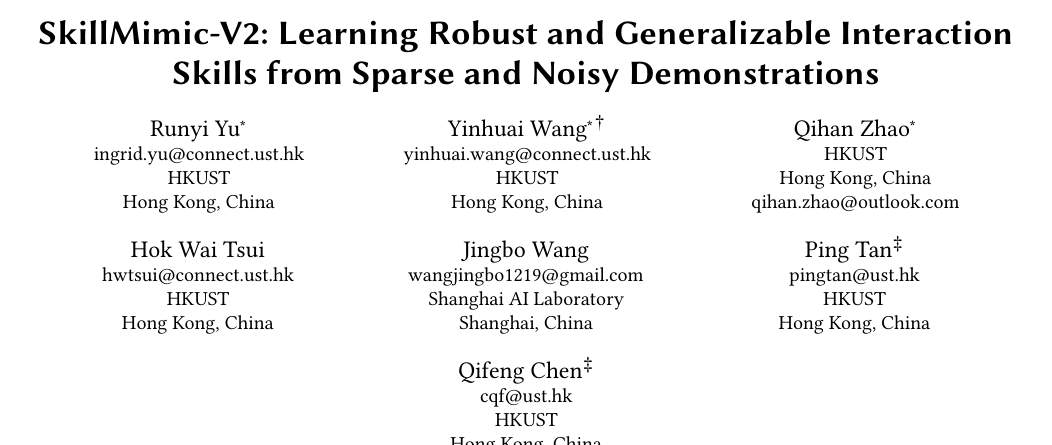 SkillMimic-V2: Learning Robust and Generalizable Interaction
Skills from Sparse and Noisy Demonstrations
Runyi Yu*
ingrid.yu@connect.ust.hk
HKUST
Hong Kong, China
Yinhuai Wang*†
yinhuai.wang@connect.ust.hk
HKUST
Hong Kong, China
Qihan Zhao*
HKUST
Hong Kong, China
qihan.zhao@outlook.com
Hok Wai Tsui
hwtsui@connect.ust.hk
HKUST
Hong Kong, China
Jingbo Wang
wangjingbo1219@gmail.com
Shanghai AI Laboratory
Shanghai, China
Ping Tan‡
pingtan@ust.hk
HKUST
Hong Kong, China
Qifeng Chen‡
cqf@ust.hk
HKUST
Hong Kong, China